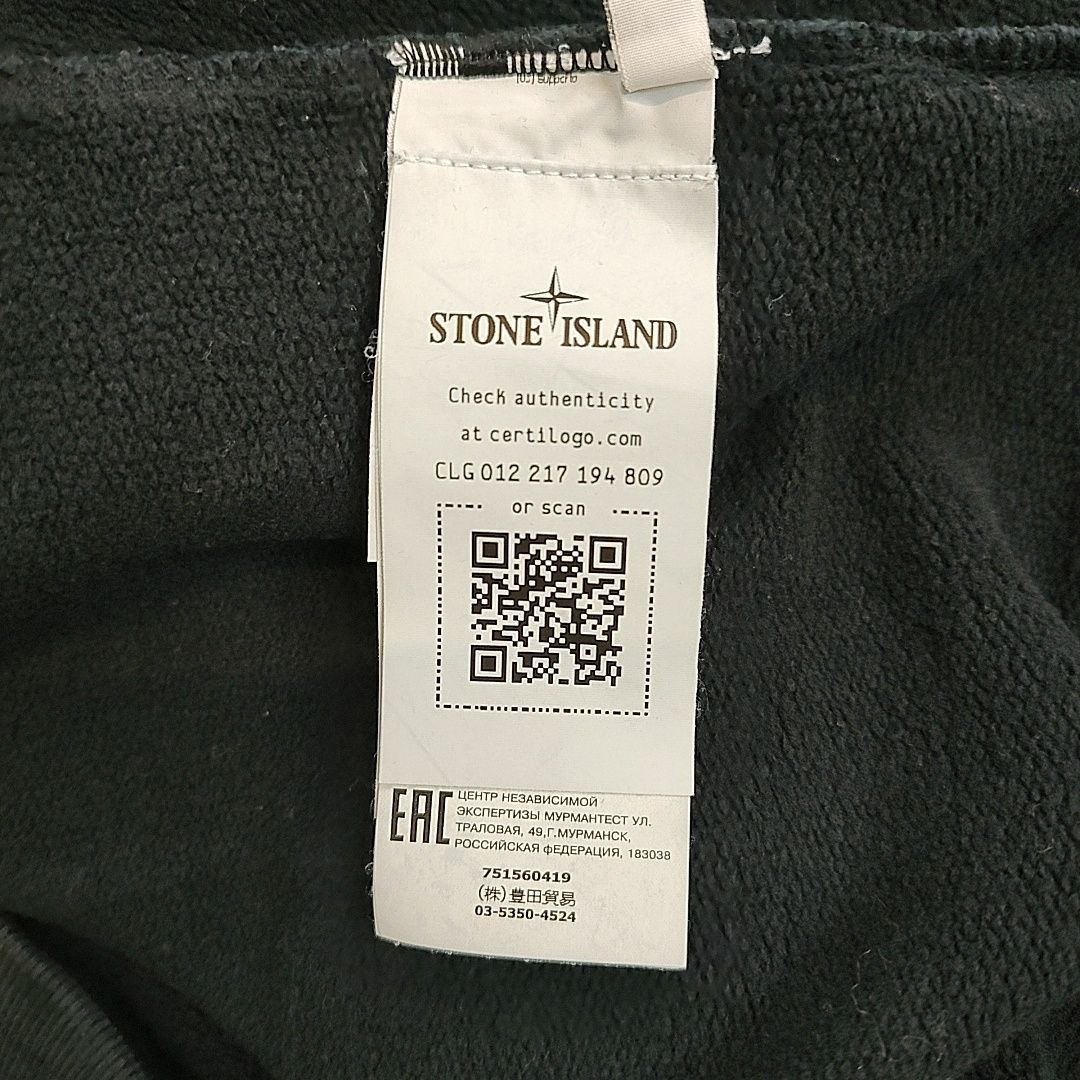 STONE ISLAND
Check authenticity
at certilogo.com
CLG 012 217 194 809
or scan
EAC
ЦЕНТР НЕЗАВИСИМОЙ
ЭКСПЕРТИЗЫ МУРМАНТЕСТ УЛ.
ТРАЛОВАЯ, 49,Г.МУРМАНСК,
РОССИЙСКАЯ ФЕДЕРАЦИЯ, 183038
751560419
(株)豊田貿易
03-5350-4524